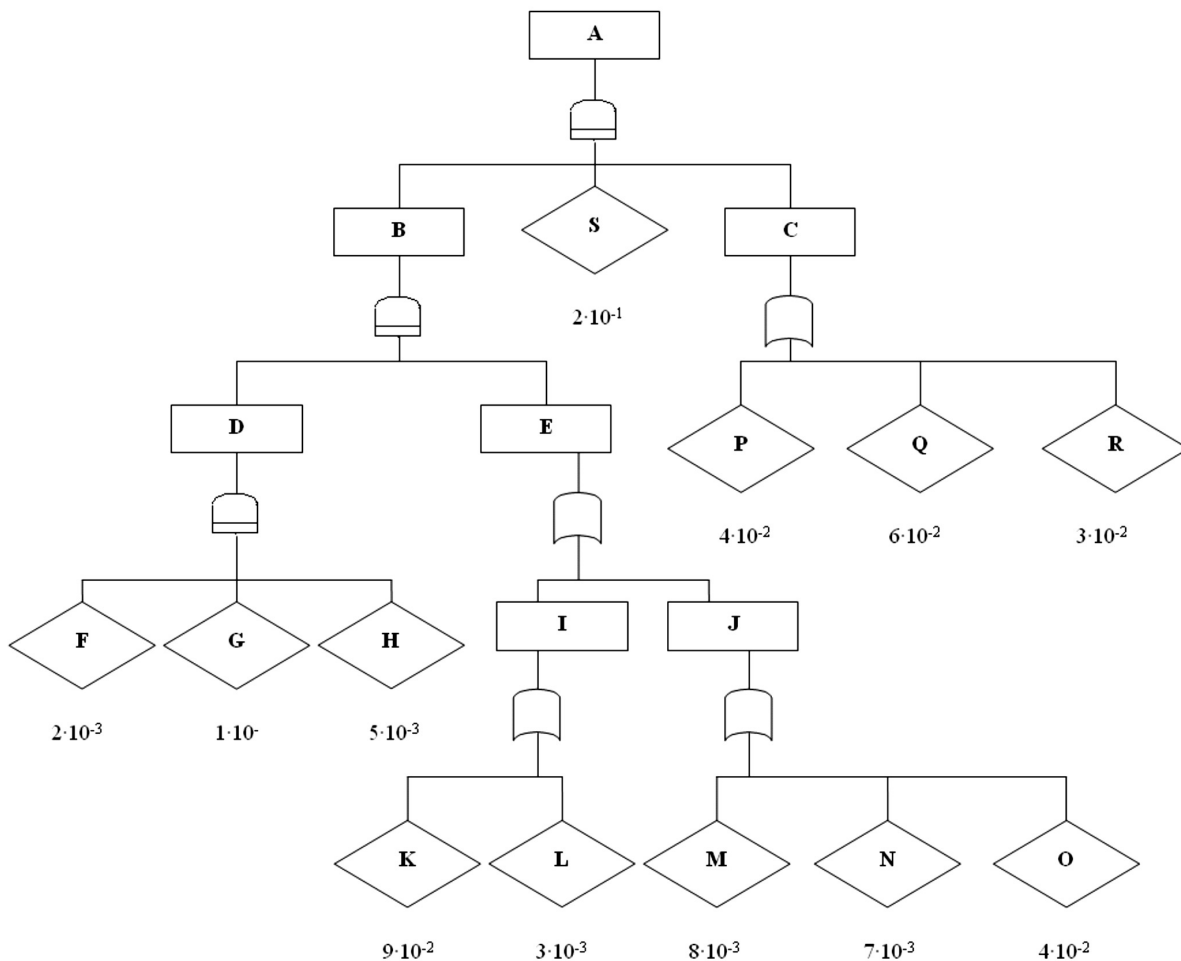 A
B
S
C
2·10⁻¹
D
E
P
Q
R
4·10⁻²
6·10⁻²
3·10⁻²
F
G
H
I
J
2·10⁻³
1·10⁻
5·10⁻³
K
L
M
N
O
9·10⁻²
3·10⁻³
8·10⁻³
7·10⁻³
4·10⁻²